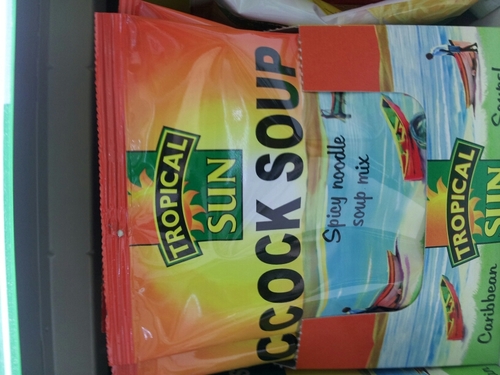 TROPICAL
SUN
CCOCK SOUP
Spicy noodle
soup mix
TROPICAL
SUN
Caribbean